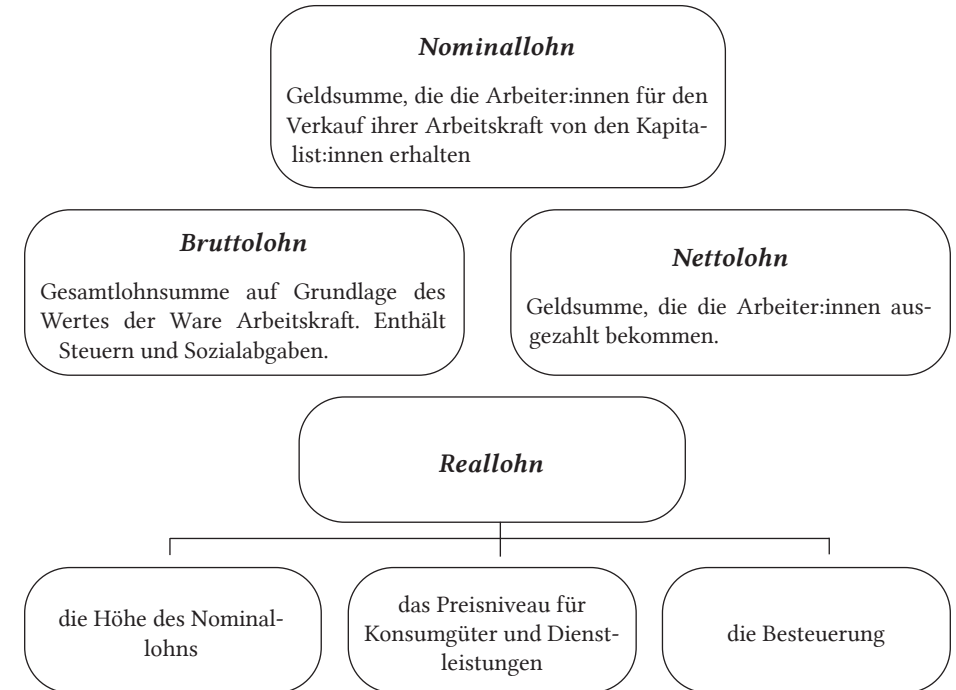 Nominallohn
Geldsumme, die die Arbeiter:innen für den
Verkauf ihrer Arbeitskraft von den Kapita-
list:innen erhalten
Bruttolohn
Gesamtlohnsumme auf Grundlage des
Wertes der Ware Arbeitskraft. Enthält
Steuern und Sozialabgaben.
Nettolohn
Geldsumme, die die Arbeiter:innen aus-
gezahlt bekommen.
Reallohn
die Höhe des Nominal-
lohns
das Preisniveau für
Konsumgüter und Dienst-
leistungen
die Besteuerung